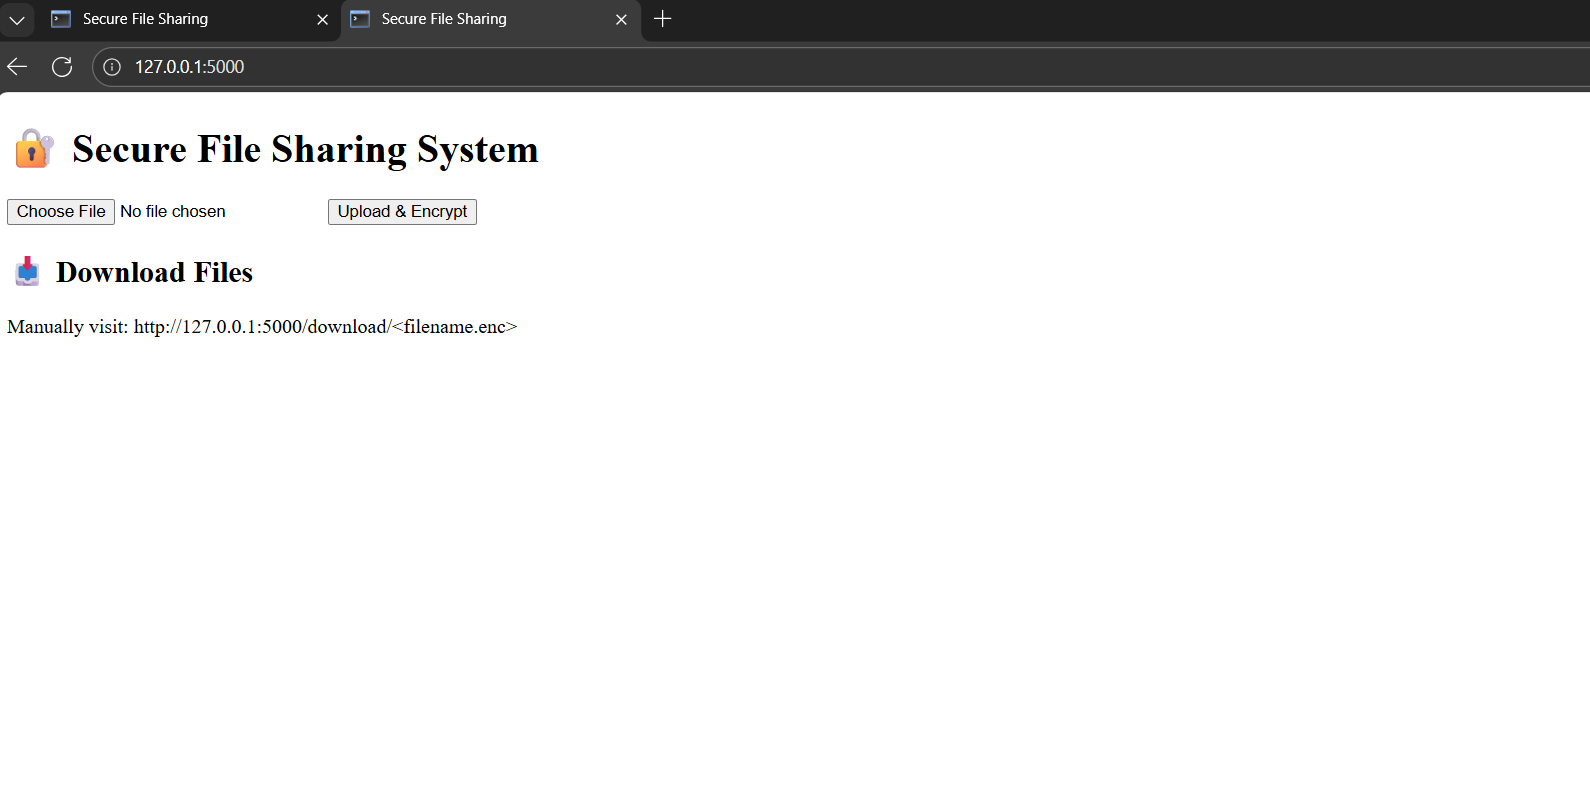 Secure File Sharing
Secure File Sharing
127.0.0.1:5000
Secure File Sharing System
Choose File No file chosen Upload & Encrypt
Download Files
Manually visit: http://127.0.0.1:5000/download/<filename.enc>